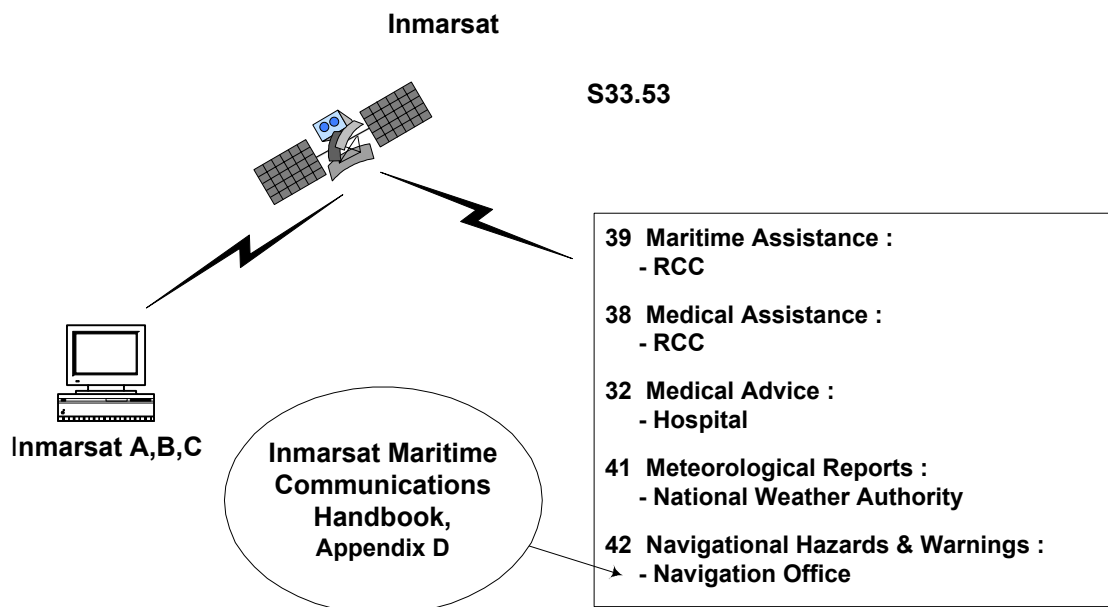 Inmarsat
S33.53
39 Maritime Assistance :
- RCC
38 Medical Assistance :
- RCC
32 Medical Advice :
- Hospital
41 Meteorological Reports :
- National Weather Authority
42 Navigational Hazards & Warnings :
- Navigation Office
Inmarsat A,B,C
Inmarsat Maritime
Communications
Handbook,
Appendix D